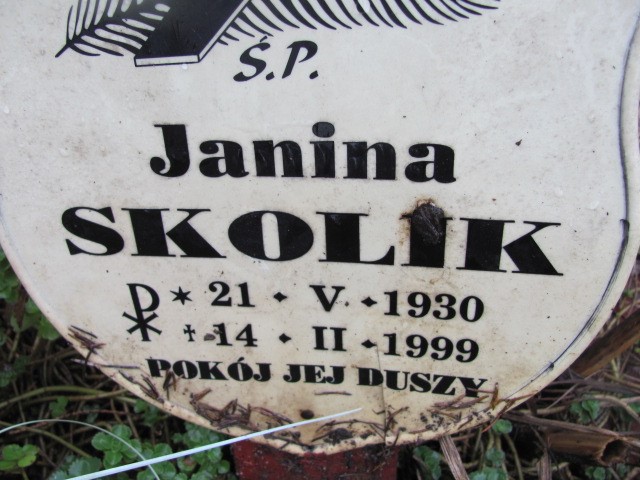 Ś.P.
Janina
SKOLIK
* 21 • V • 1930
† 14 • II • 1999
POKÓJ JEJ DUSZY